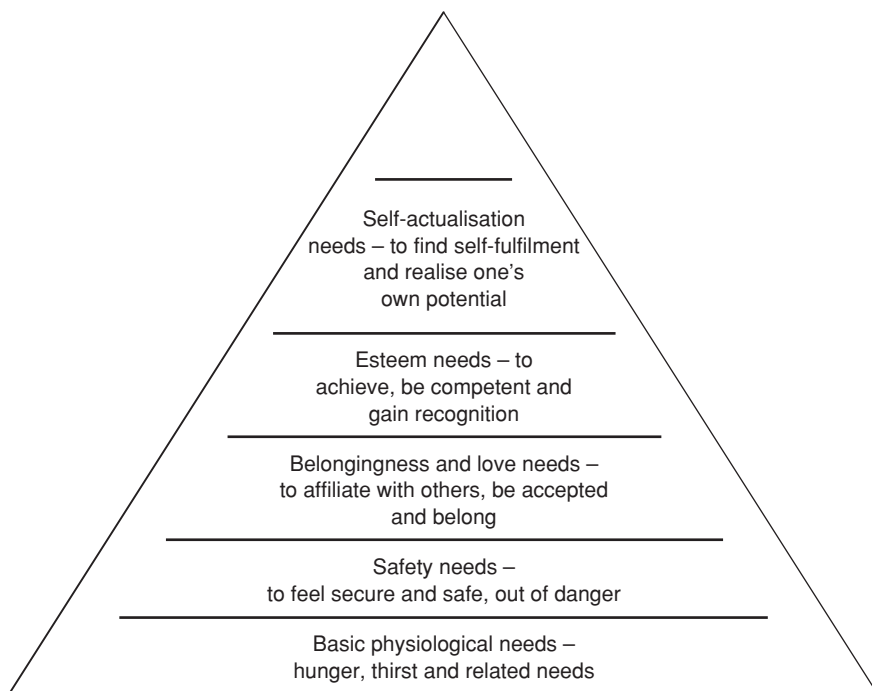 Self-actualisation
needs – to find self-fulfilment
and realise one's
own potential
Esteem needs – to
achieve, be competent and
gain recognition
Belongingness and love needs –
to affiliate with others, be accepted
and belong
Safety needs –
to feel secure and safe, out of danger
Basic physiological needs –
hunger, thirst and related needs